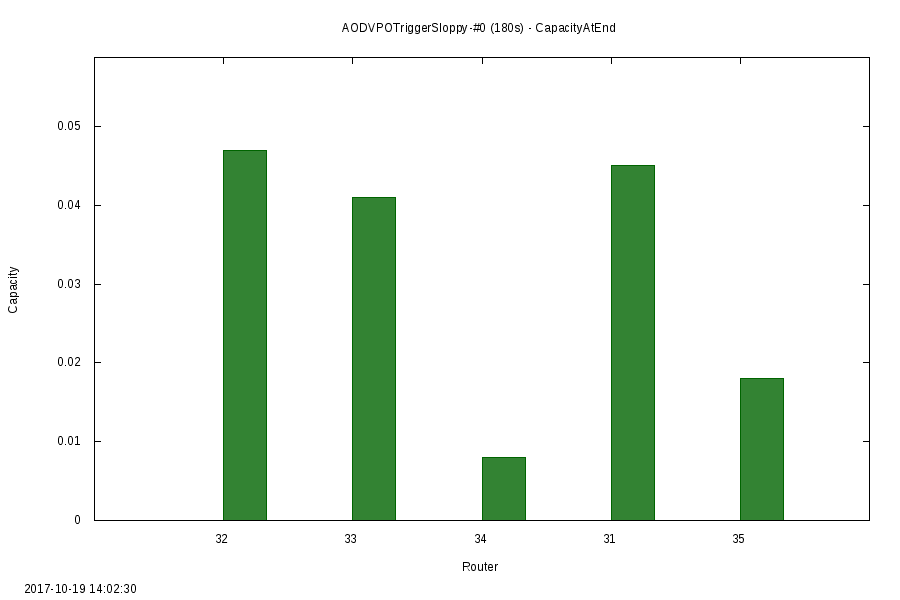 AODVPOTriggerSloppy-#0 (180s) - CapacityAtEnd
Capacity
0.05
0.04
0.03
0.02
0.01
0
32 33 34 31 35
Router
2017-10-19 14:02:30